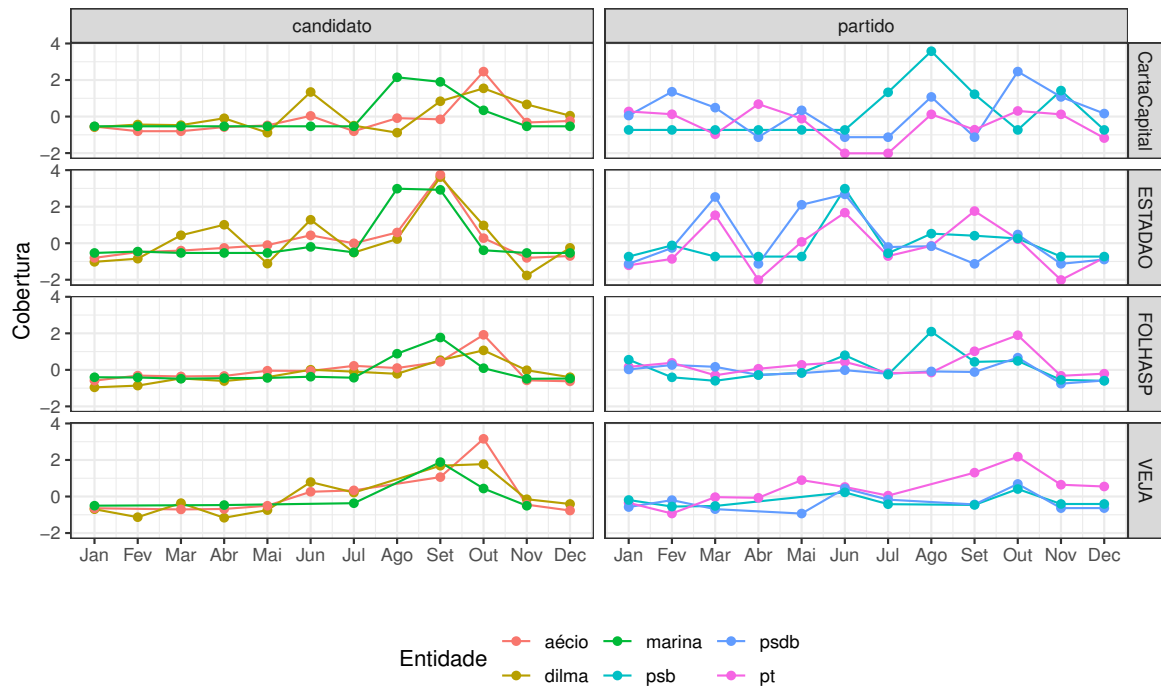 candidato
partido
Cobertura
4
2
0
−2
CartaCapital
4
2
0
−2
ESTADAO
4
2
0
−2
FOLHASP
4
2
0
−2
VEJA
Jan Fev Mar Abr Mai Jun Jul Ago Set Out Nov Dec
Jan Fev Mar Abr Mai Jun Jul Ago Set Out Nov Dec
Entidade
aécio marina psdb
dilma psb pt